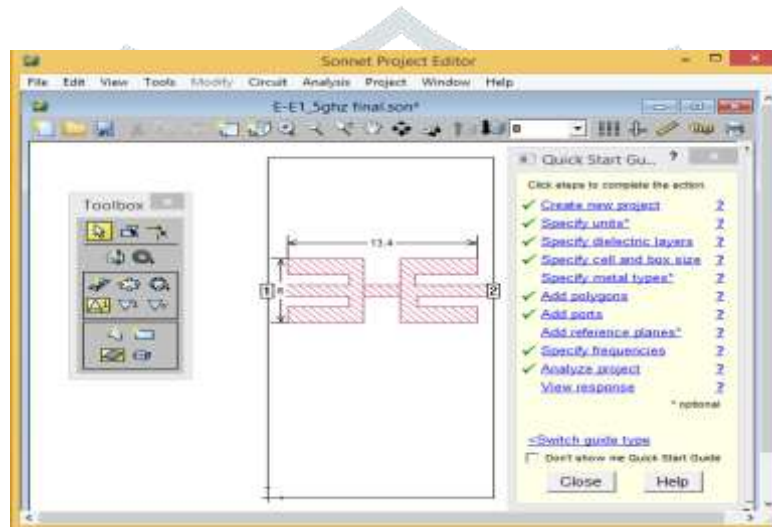 Sonnet Project Editor
File Edit View Tools Modify Circuit Analysis Project Window Help
E-E1_5ghz final.son*
Toolbox
13.4
1
8
2
Quick Start Gu... ?
Click steps to complete the action
Create new project ?
Specify units* ?
Specify dielectric layers ?
Specify cell and box size ?
Specify metal types* ?
Add polygons ?
Add ports ?
Add reference planes* ?
Specify frequencies ?
Analyze project ?
View response ?
* optional
<Switch guide type
Don't show me Quick Start Guide
Close Help